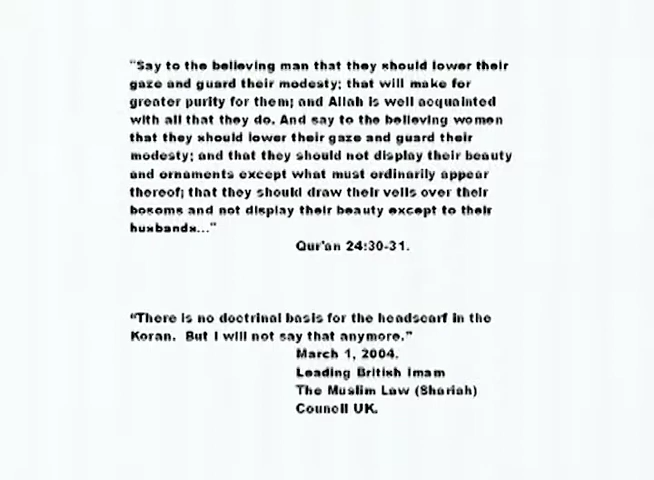 "Say to the believing man that they should lower their
gaze and guard their modesty; that will make for
greater purity for them; and Allah is well acquainted
with all that they do. And say to the believing women
that they should lower their gaze and guard their
modesty; and that they should not display their beauty
and ornaments except what must ordinarily appear
thereof; that they should draw their veils over their
bosoms and not display their beauty except to their
husbands..."
Qur'an 24:30-31.
"There is no doctrinal basis for the headscarf in the
Koran. But I will not say that anymore."
March 1, 2004.
Leading British Imam
The Muslim Law (Shariah)
Council UK.